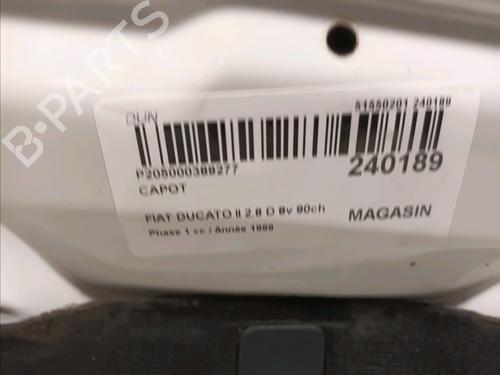 B-PARTS
DUN
51550201 240189
P205000399277
240189
CAPOT
FIAT DUCATO II 2.8 D 8v 90ch
MAGASIN
Phase 1 cc / Année 1999